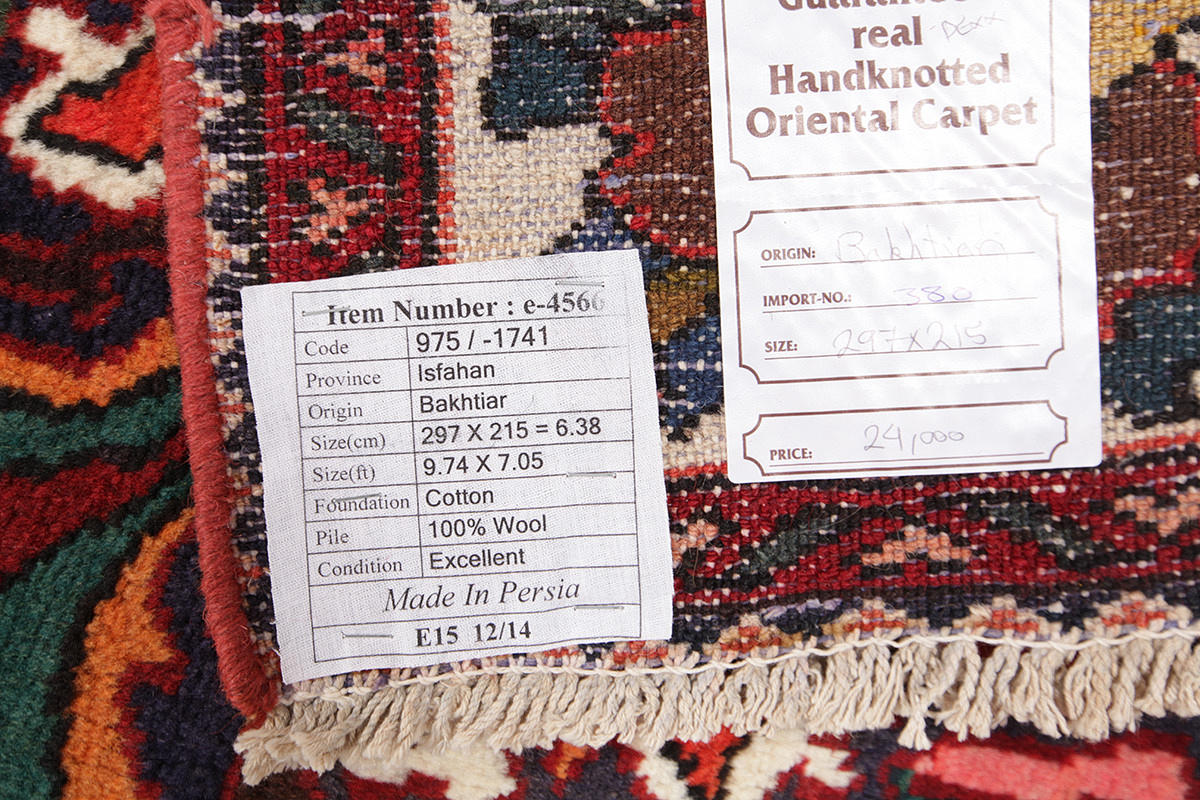 Item Number : e-4566
Code 975 / -1741
Province Isfahan
Origin Bakhtiar
Size(cm) 297 X 215 = 6.38
Size(ft) 9.74 X 7.05
Foundation Cotton
Pile 100% Wool
Condition Excellent
Made In Persia
E15 12/14
Guarantee
real
Handknotted
Oriental Carpet
ORIGIN: Bakhtiari
IMPORT-NO.: 380
SIZE: 297x215
PRICE: 24,000